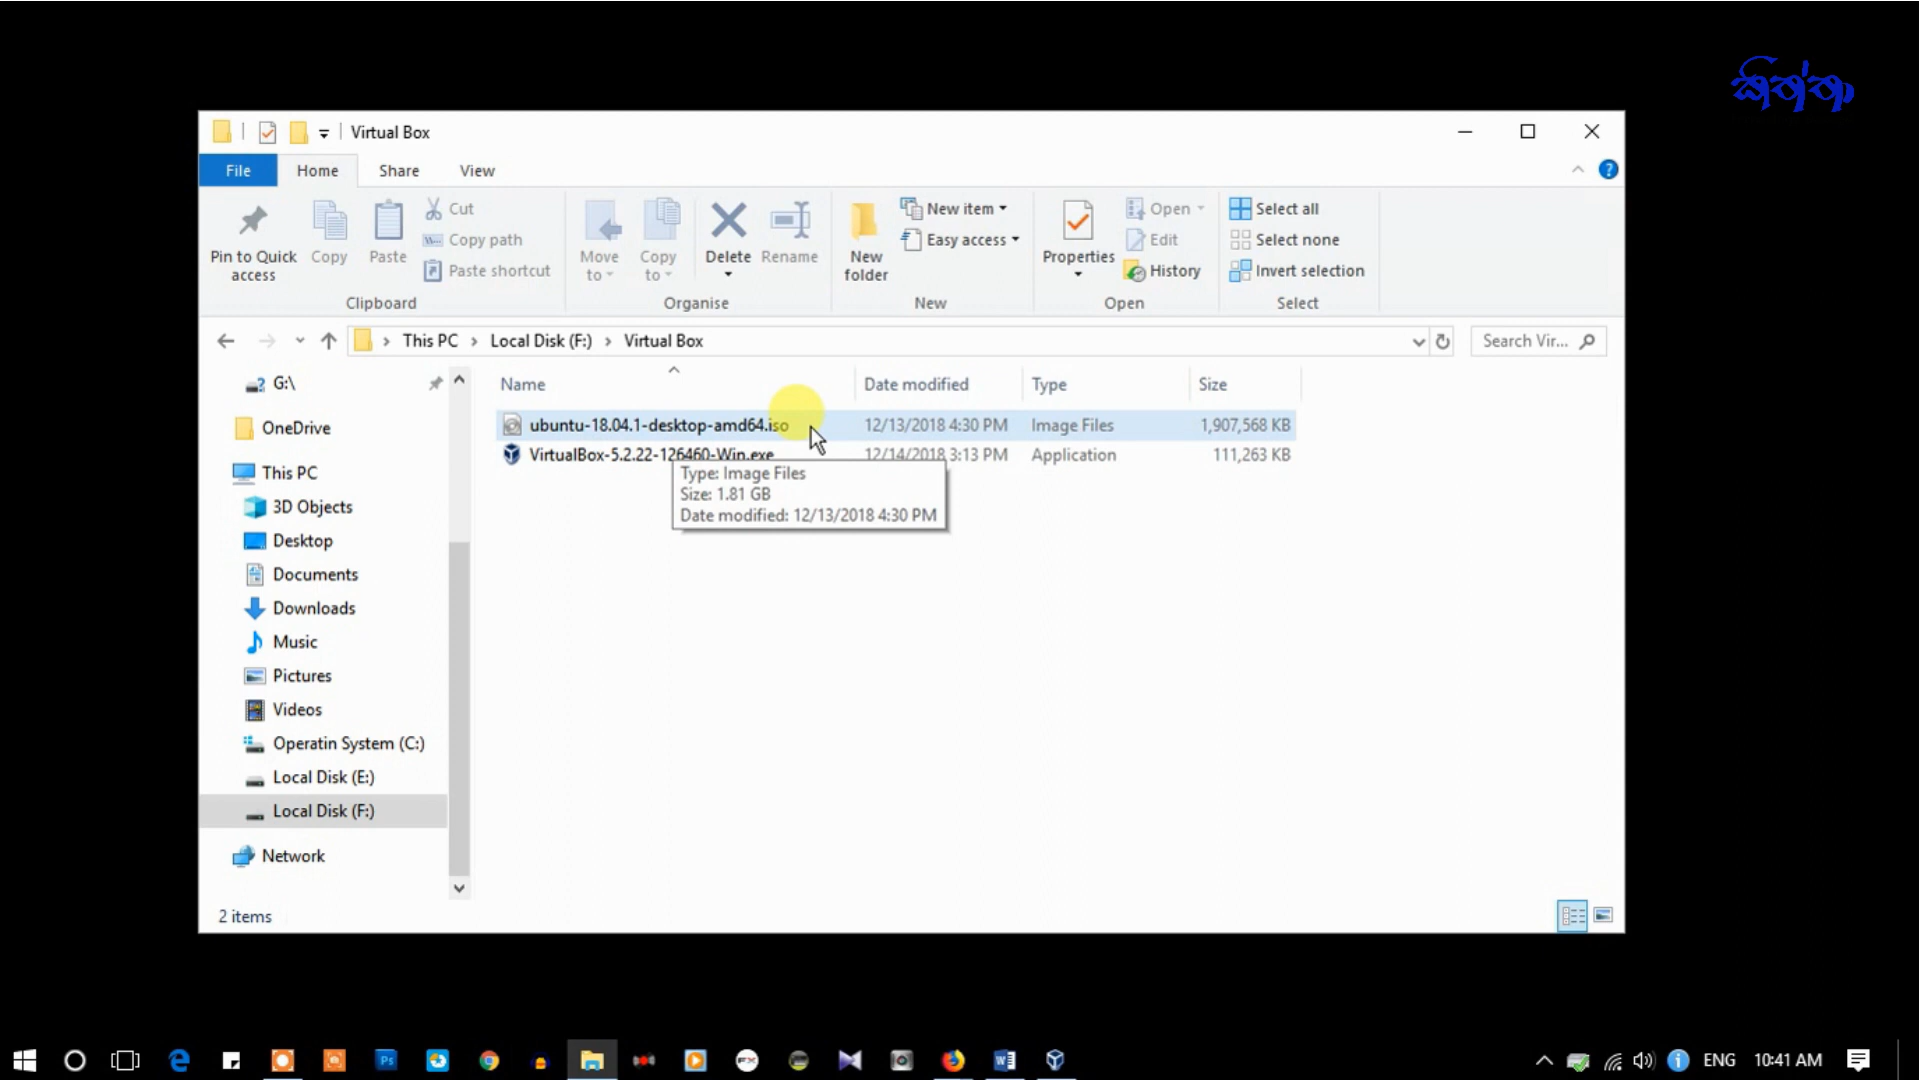 කිත්ක
Virtual Box
File Home Share View
Pin to Quick access
Copy
Paste
Cut
Copy path
Paste shortcut
Clipboard
Move to
Copy to
Delete
Rename
Organise
New folder
New item
Easy access
New
Properties
Open
Edit
History
Open
Select all
Select none
Invert selection
Select
This PC Local Disk (F:) Virtual Box
Search Vir...
G:\
OneDrive
This PC
3D Objects
Desktop
Documents
Downloads
Music
Pictures
Videos
Operatin System (C:)
Local Disk (E:)
Local Disk (F:)
Network
Name Date modified Type Size
ubuntu-18.04.1-desktop-amd64.iso 12/13/2018 4:30 PM Image Files 1,907,568 KB
VirtualBox-5.2.22-126460-Win.exe 12/14/2018 3:13 PM Application 111,263 KB
Type: Image Files
Size: 1.81 GB
Date modified: 12/13/2018 4:30 PM
2 items
ENG 10:41 AM